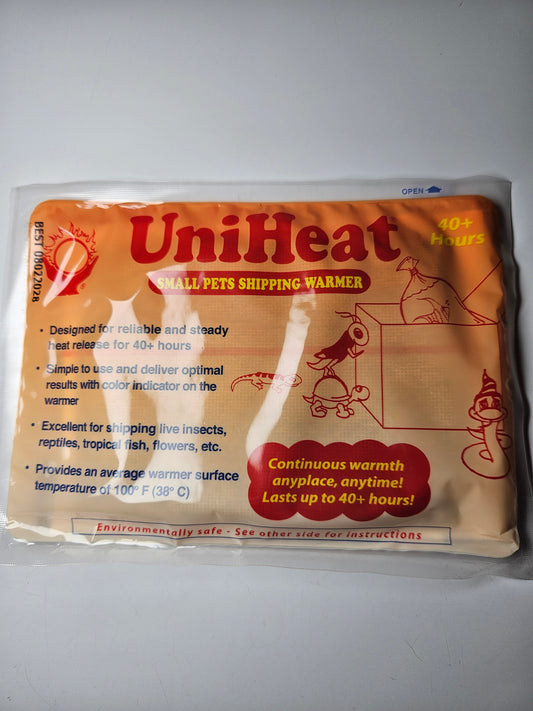 OPEN
BEST 08022028
UniHeat
40+
Hours
SMALL PETS SHIPPING WARMER
• Designed for reliable and steady
heat release for 40+ hours
• Simple to use and deliver optimal
results with color indicator on the
warmer
• Excellent for shipping live insects,
reptiles, tropical fish, flowers, etc.
• Provides an average warmer surface
temperature of 100° F (38° C)
Continuous warmth
anyplace, anytime!
Lasts up to 40+ hours!
Environmentally safe - See other side for instructions